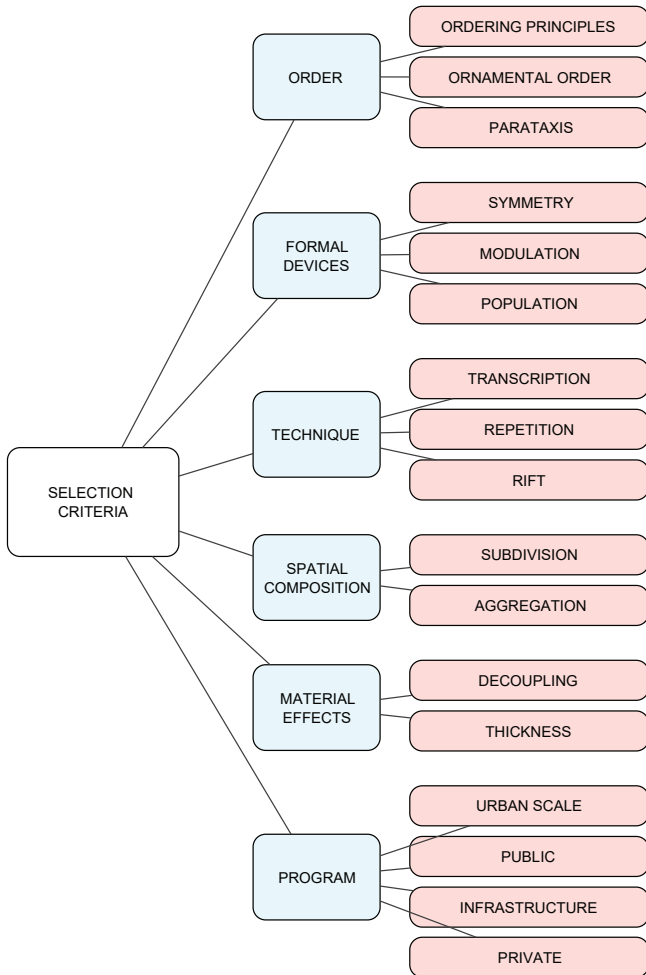 ORDERING PRINCIPLES
ORDER
ORNAMENTAL ORDER
PARATAXIS
SYMMETRY
FORMAL
DEVICES
MODULATION
POPULATION
TRANSCRIPTION
TECHNIQUE
REPETITION
RIFT
SELECTION
CRITERIA
SPATIAL
COMPOSITION
SUBDIVISION
AGGREGATION
MATERIAL
EFFECTS
DECOUPLING
THICKNESS
URBAN SCALE
PROGRAM
PUBLIC
INFRASTRUCTURE
PRIVATE